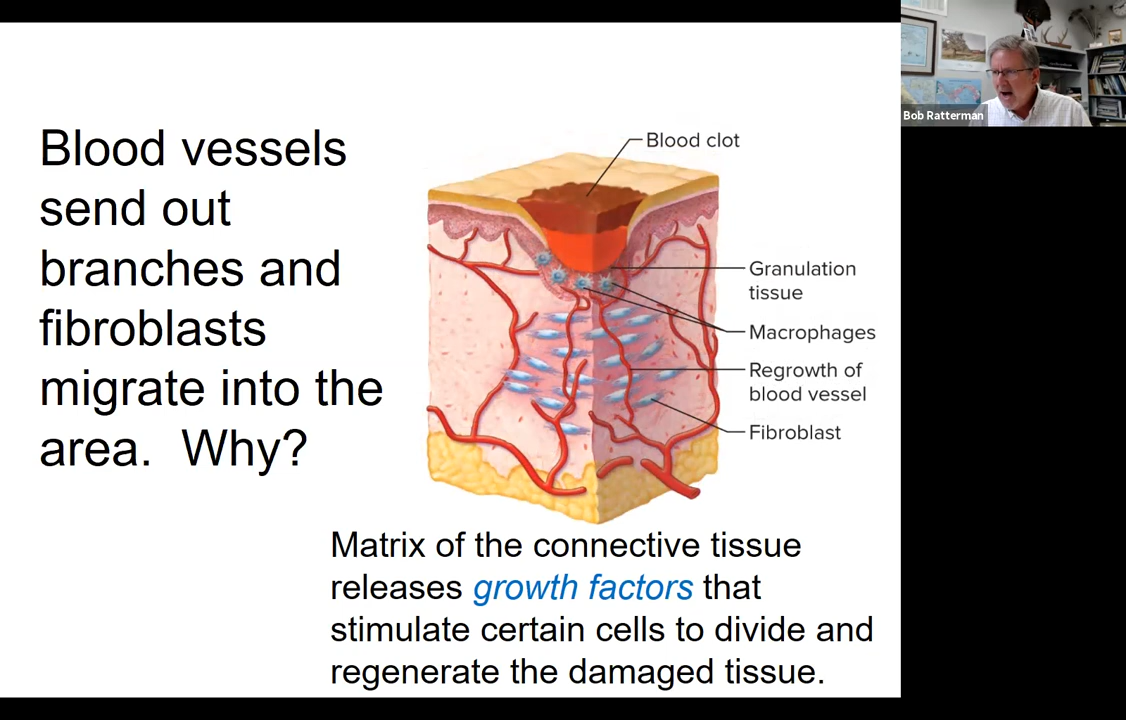 Blood vessels
send out
branches and
fibroblasts
migrate into the
area.  Why?
Blood clot
Granulation
tissue
Macrophages
Regrowth of
blood vessel
Fibroblast
Matrix of the connective tissue
releases growth factors that
stimulate certain cells to divide and
regenerate the damaged tissue.
Bob Ratterman